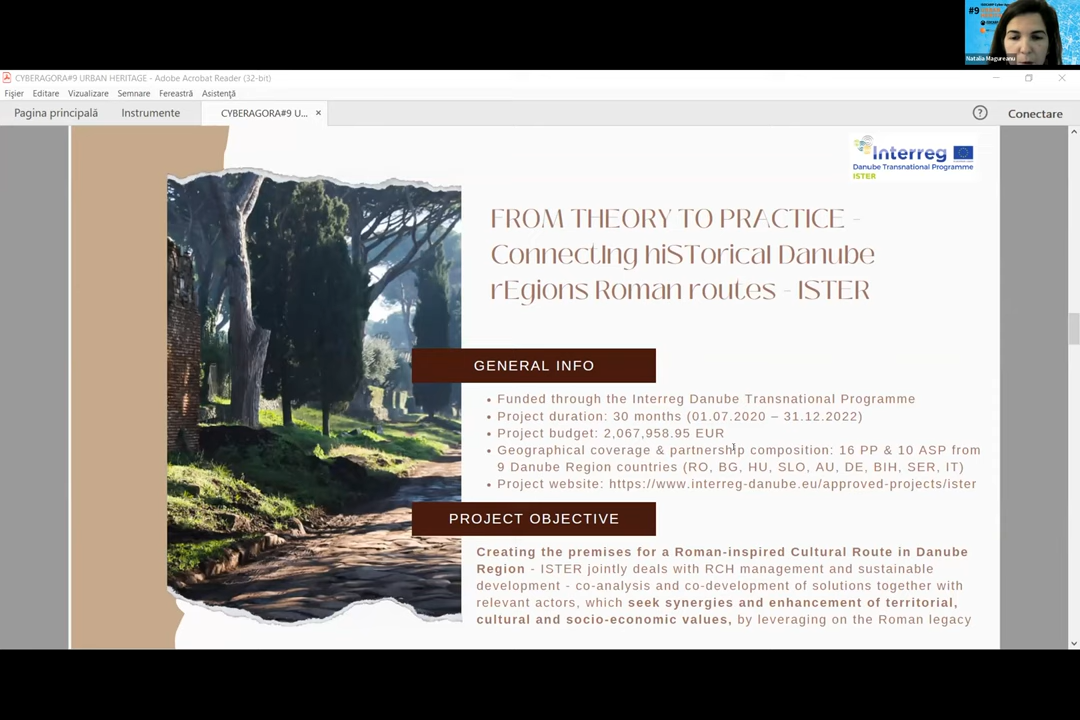 #9
Natalia Magureanu
CYBERAGORA#9 URBAN HERITAGE - Adobe Acrobat Reader (32-bit)
Fișier Editare Vizualizare Semnare Fereastră Asistență
Pagina principală Instrumente CYBERAGORA#9 U... × ? Conectare
Interreg
Danube Transnational Programme
ISTER
FROM THEORY TO PRACTICE -
ConnectIng hiSTorical Danube
rEgions Roman routes - ISTER
GENERAL INFO
• Funded through the Interreg Danube Transnational Programme
• Project duration: 30 months (01.07.2020 – 31.12.2022)
• Project budget: 2,067,958.95 EUR
• Geographical coverage & partnership composition: 16 PP & 10 ASP from
9 Danube Region countries (RO, BG, HU, SLO, AU, DE, BIH, SER, IT)
• Project website: https://www.interreg-danube.eu/approved-projects/ister
PROJECT OBJECTIVE
Creating the premises for a Roman-inspired Cultural Route in Danube
Region - ISTER jointly deals with RCH management and sustainable
development - co-analysis and co-development of solutions together with
relevant actors, which seek synergies and enhancement of territorial,
cultural and socio-economic values, by leveraging on the Roman legacy